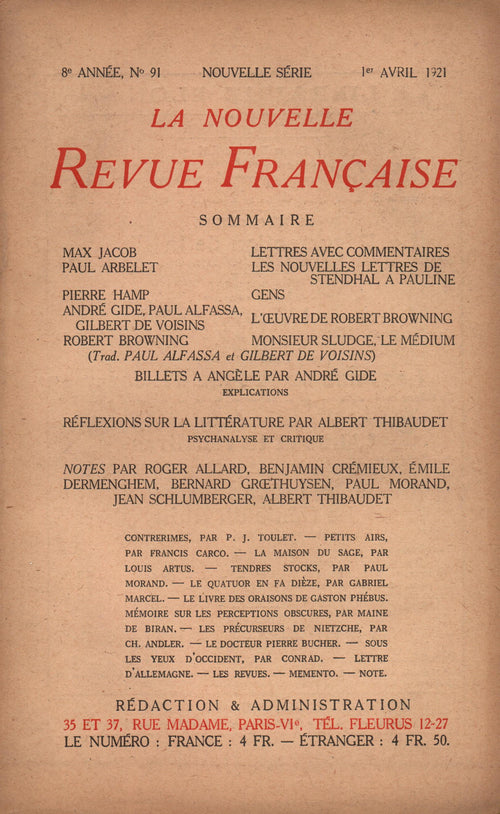 8e ANNÉE, No 91 NOUVELLE SÉRIE 1er AVRIL 1921
LA NOUVELLE
REVUE FRANÇAISE
SOMMAIRE
MAX JACOB LETTRES AVEC COMMENTAIRES
PAUL ARBELET LES NOUVELLES LETTRES DE
STENDHAL A PAULINE
PIERRE HAMP GENS
ANDRÉ GIDE, PAUL ALFASSA,
GILBERT DE VOISINS L'ŒUVRE DE ROBERT BROWNING
ROBERT BROWNING MONSIEUR SLUDGE, LE MÉDIUM
(Trad. PAUL ALFASSA et GILBERT DE VOISINS)
BILLETS A ANGÈLE PAR ANDRÉ GIDE
EXPLICATIONS
RÉFLEXIONS SUR LA LITTÉRATURE PAR ALBERT THIBAUDET
PSYCHANALYSE ET CRITIQUE
NOTES PAR ROGER ALLARD, BENJAMIN CRÉMIEUX, ÉMILE
DERMENGHEM, BERNARD GRŒTHUYSEN, PAUL MORAND,
JEAN SCHLUMBERGER, ALBERT THIBAUDET
CONTRERIMES, PAR P. J. TOULET. — PETITS AIRS,
PAR FRANCIS CARCO. — LA MAISON DU SAGE, PAR
LOUIS ARTUS. — TENDRES STOCKS, PAR PAUL
MORAND. — LE QUATUOR EN FA DIÈZE, PAR GABRIEL
MARCEL. — LE LIVRE DES ORAISONS DE GASTON PHÉBUS.
MÉMOIRE SUR LES PERCEPTIONS OBSCURES, PAR MAINE
DE BIRAN. — LES PRÉCURSEURS DE NIETZCHE, PAR
CH. ANDLER. — LE DOCTEUR PIERRE BUCHER. — SOUS
LES YEUX D'OCCIDENT, PAR CONRAD. — LETTRE
D'ALLEMAGNE. — LES REVUES. — MEMENTO. — NOTE.
RÉDACTION & ADMINISTRATION
35 ET 37, RUE MADAME, PARIS-VIe, TÉL. FLEURUS 12-27
LE NUMÉRO : FRANCE : 4 FR. — ÉTRANGER : 4 FR. 50.